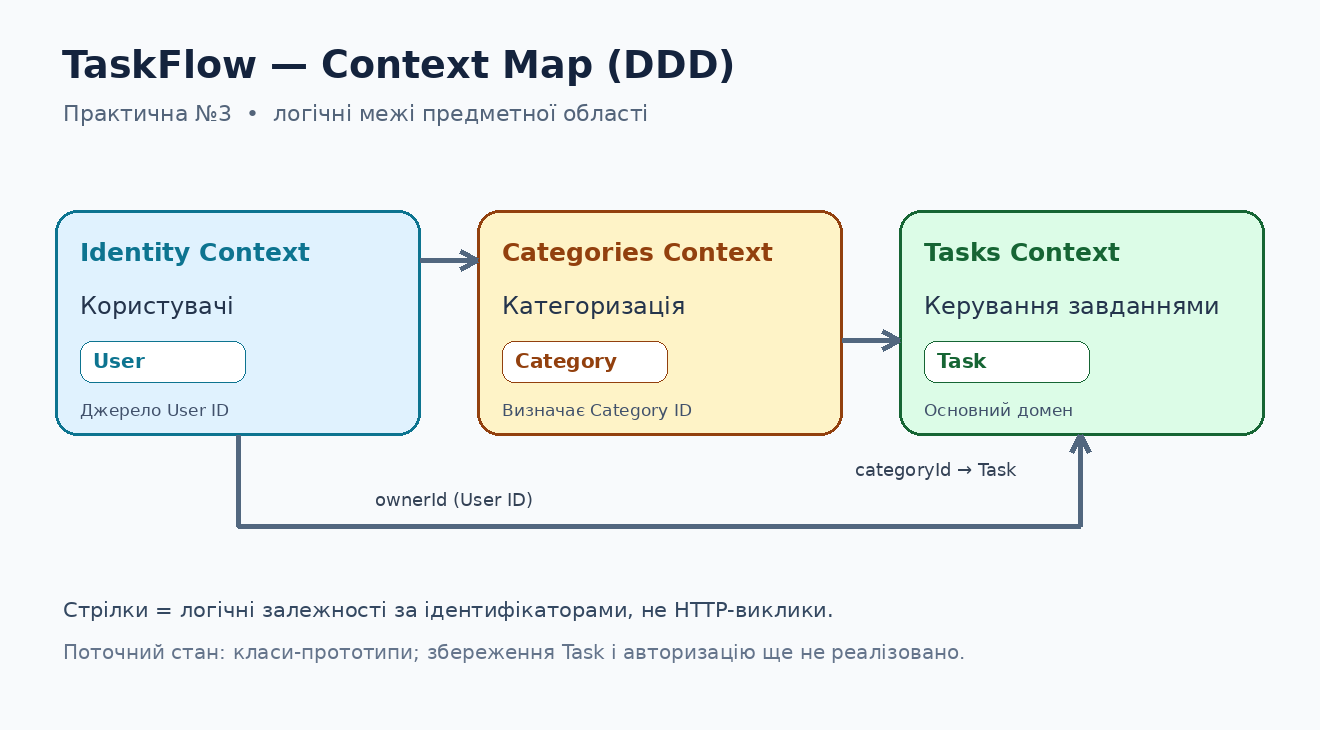 TaskFlow — Context Map (DDD)
Практична №3 • логічні межі предметної області
Identity Context
Користувачі
User
Джерело User ID
Categories Context
Категоризація
Category
Визначає Category ID
Tasks Context
Керування завданнями
Task
Основний домен
categoryId → Task
ownerId (User ID)
Стрілки = логічні залежності за ідентифікаторами, не HTTP-виклики.
Поточний стан: класи-прототипи; збереження Task і авторизацію ще не реалізовано.